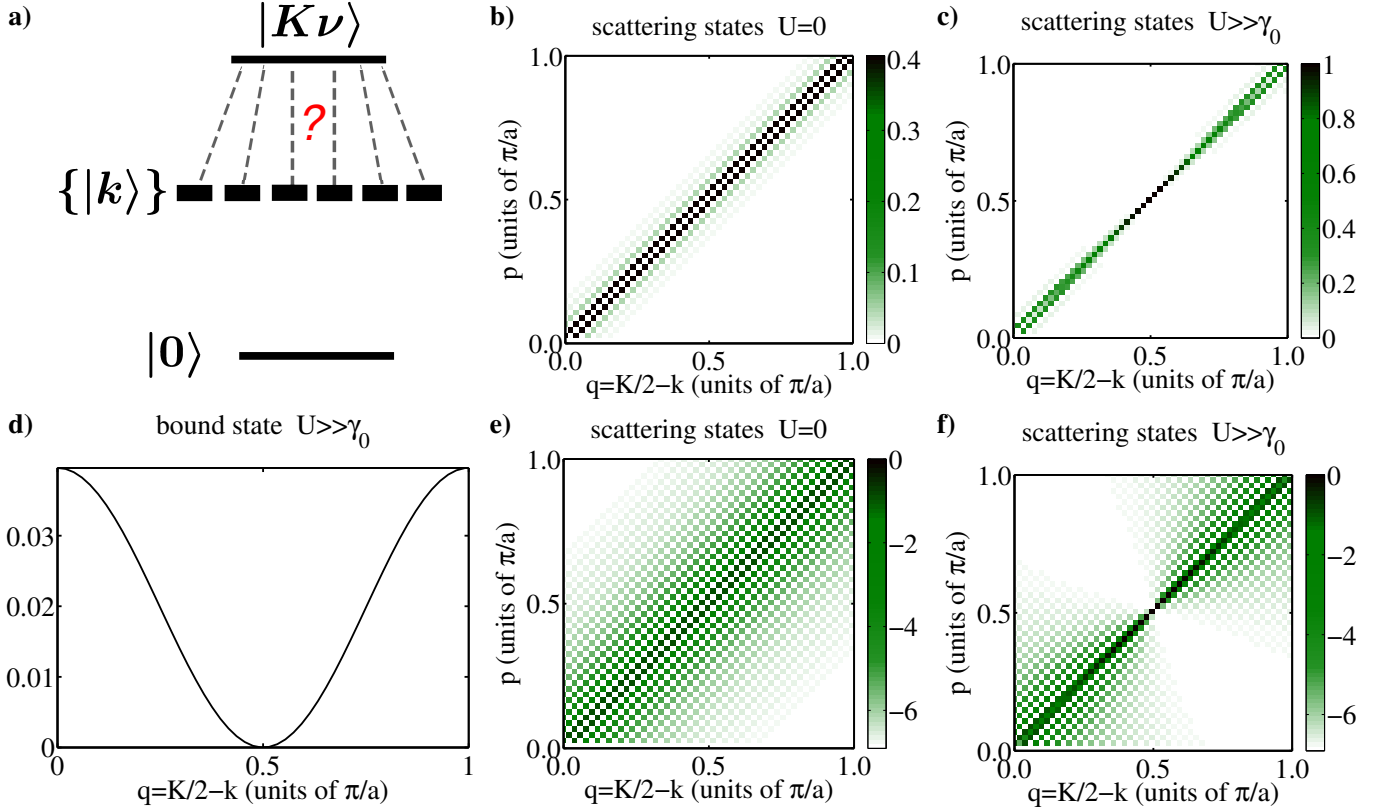 a)
|Kν⟩
?
{|k⟩}
|0⟩
b)
scattering states U=0
1.0
0.5
0.0
p (units of π/a)
0.0 0.5 1.0
q=K/2−k (units of π/a)
0.4
0.3
0.2
0.1
0
c)
scattering states U>>γ₀
1.0
0.5
0.0
p (units of π/a)
0.0 0.5 1.0
q=K/2−k (units of π/a)
1
0.8
0.6
0.4
0.2
0
d)
bound state U>>γ₀
0.03
0.02
0.01
0
0 0.5 1
q=K/2−k (units of π/a)
e)
scattering states U=0
1.0
0.5
0.0
p (units of π/a)
0.0 0.5 1.0
q=K/2−k (units of π/a)
0
−2
−4
−6
f)
scattering states U>>γ₀
1.0
0.5
0.0
p (units of π/a)
0.0 0.5 1.0
q=K/2−k (units of π/a)
0
−2
−4
−6